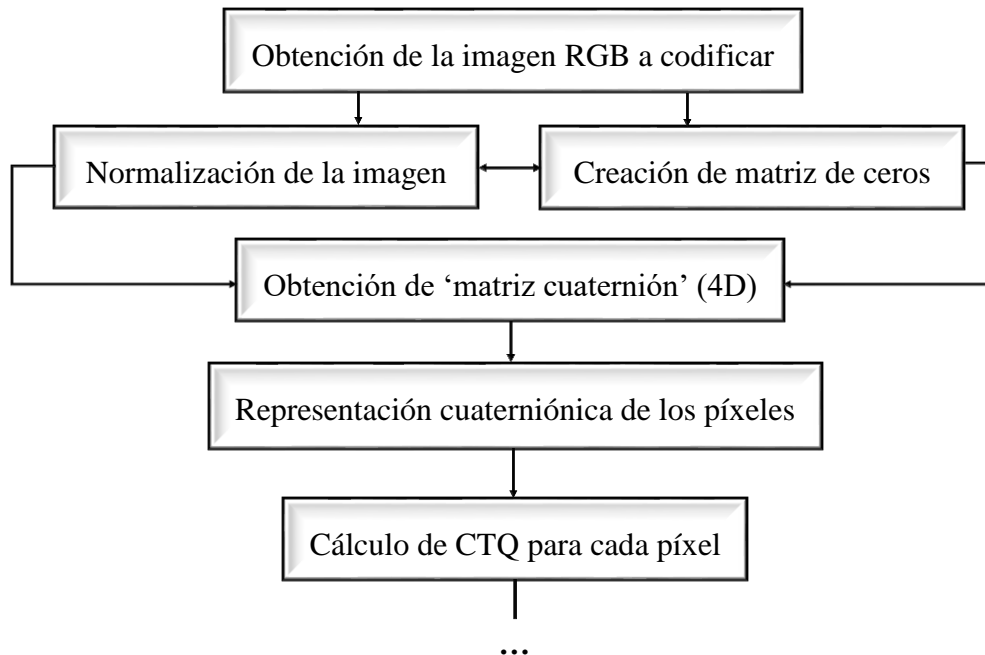 Obtención de la imagen RGB a codificar
Normalización de la imagen
Creación de matriz de ceros
Obtención de ‘matriz cuaternión’ (4D)
Representación cuaterniónica de los píxeles
Cálculo de CTQ para cada píxel
...